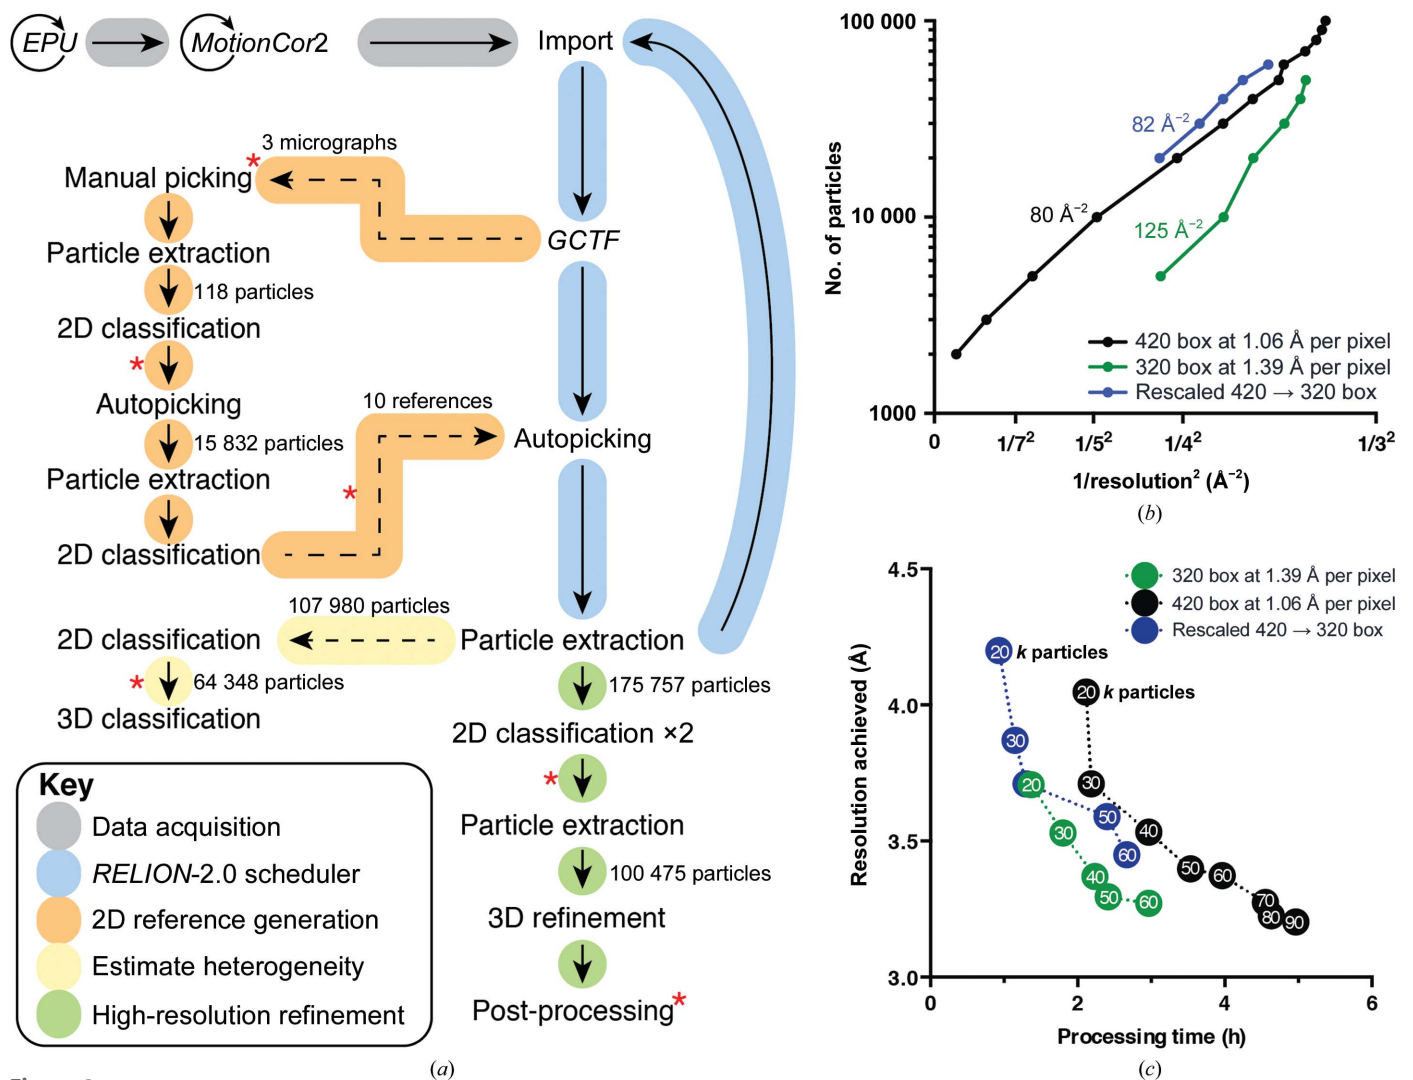 EPU
MotionCor2
Import
3 micrographs
*
Manual picking
GCTF
Particle extraction
118 particles
2D classification
*
Autopicking
10 references
15 832 particles
Autopicking
Particle extraction
*
2D classification
107 980 particles
2D classification
Particle extraction
*
64 348 particles
175 757 particles
3D classification
2D classification ×2
*
Particle extraction
100 475 particles
3D refinement
Post-processing*
Key
Data acquisition
RELION-2.0 scheduler
2D reference generation
Estimate heterogeneity
High-resolution refinement
(a)
100 000
10 000
1000
No. of particles
82 Å⁻²
80 Å⁻²
125 Å⁻²
420 box at 1.06 Å per pixel
320 box at 1.39 Å per pixel
Rescaled 420 → 320 box
0 1/7² 1/5² 1/4² 1/3²
1/resolution² (Å⁻²)
(b)
4.5
4.0
3.5
3.0
Resolution achieved (Å)
320 box at 1.39 Å per pixel
420 box at 1.06 Å per pixel
Rescaled 420 → 320 box
20 k particles
20 k particles
30
30
20
50
30
40
60
50
60
40
50
60
70
80
90
0 2 4 6
Processing time (h)
(c)